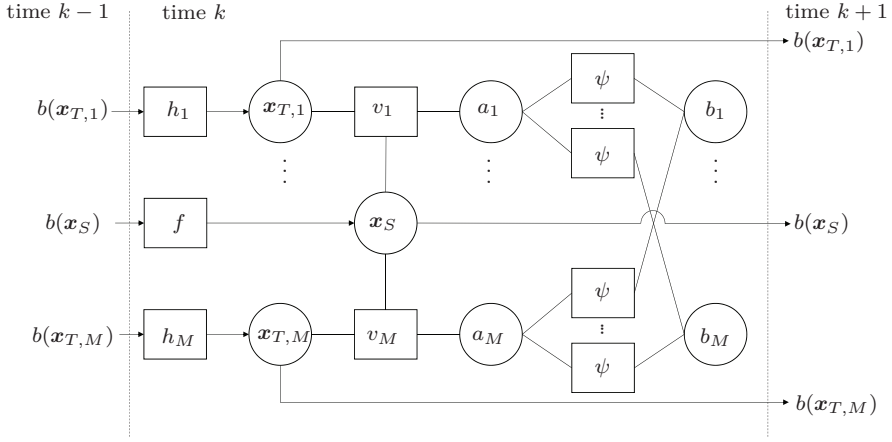 time k − 1
time k
time k + 1
b(x_{T,1})
b(x_{T,1})
h_1
x_{T,1}
v_1
a_1
ψ
⋮
ψ
b_1
⋮
⋮
⋮
b(x_S)
f
x_S
b(x_S)
b(x_{T,M})
h_M
x_{T,M}
v_M
a_M
ψ
⋮
ψ
b_M
b(x_{T,M})